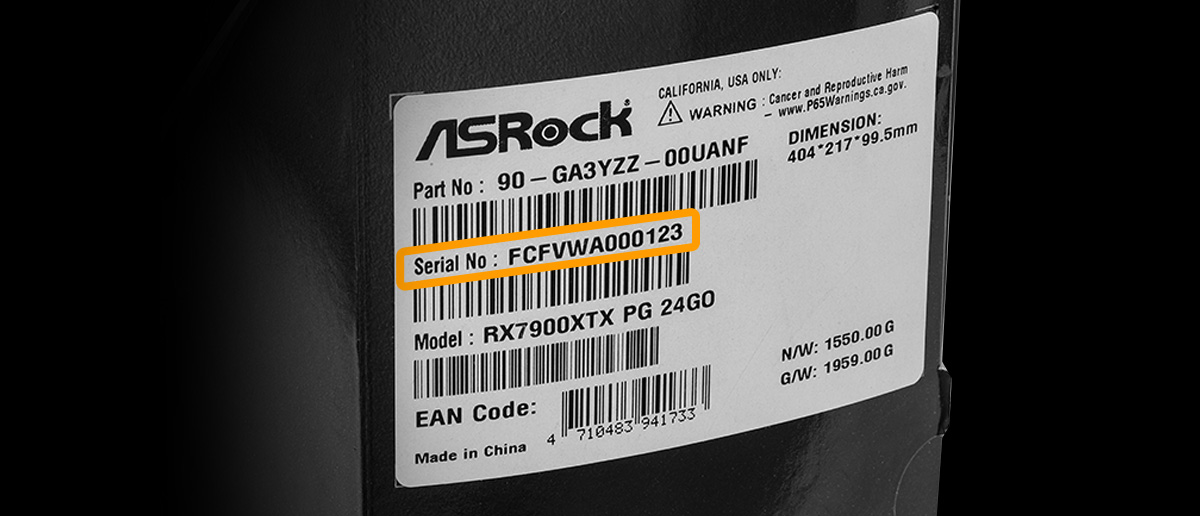 ASRock®
CALIFORNIA, USA ONLY:
WARNING : Cancer and Reproductive Harm
– www.P65Warnings.ca.gov.
Part No : 90-GA3YZZ-00UANF
DIMENSION:
404*217*99.5mm
Serial No : FCFVWA000123
Model : RX7900XTX PG 24GO
N/W: 1550.00 G
G/W: 1959.00 G
EAN Code:
4 710483 941733
Made in China